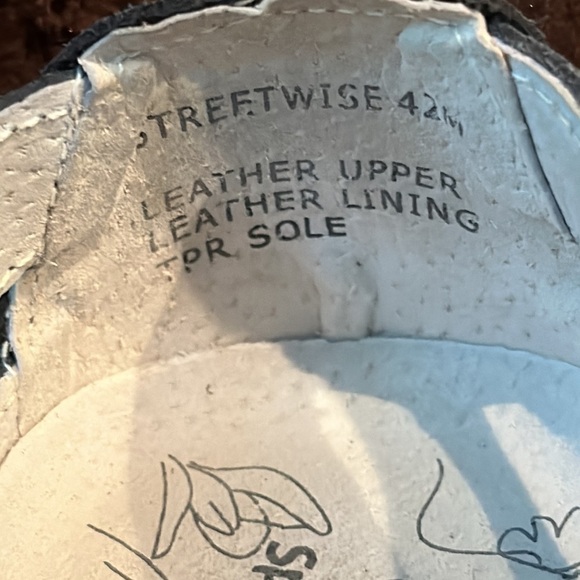 STREETWISE 42M
LEATHER UPPER
LEATHER LINING
TPR SOLE